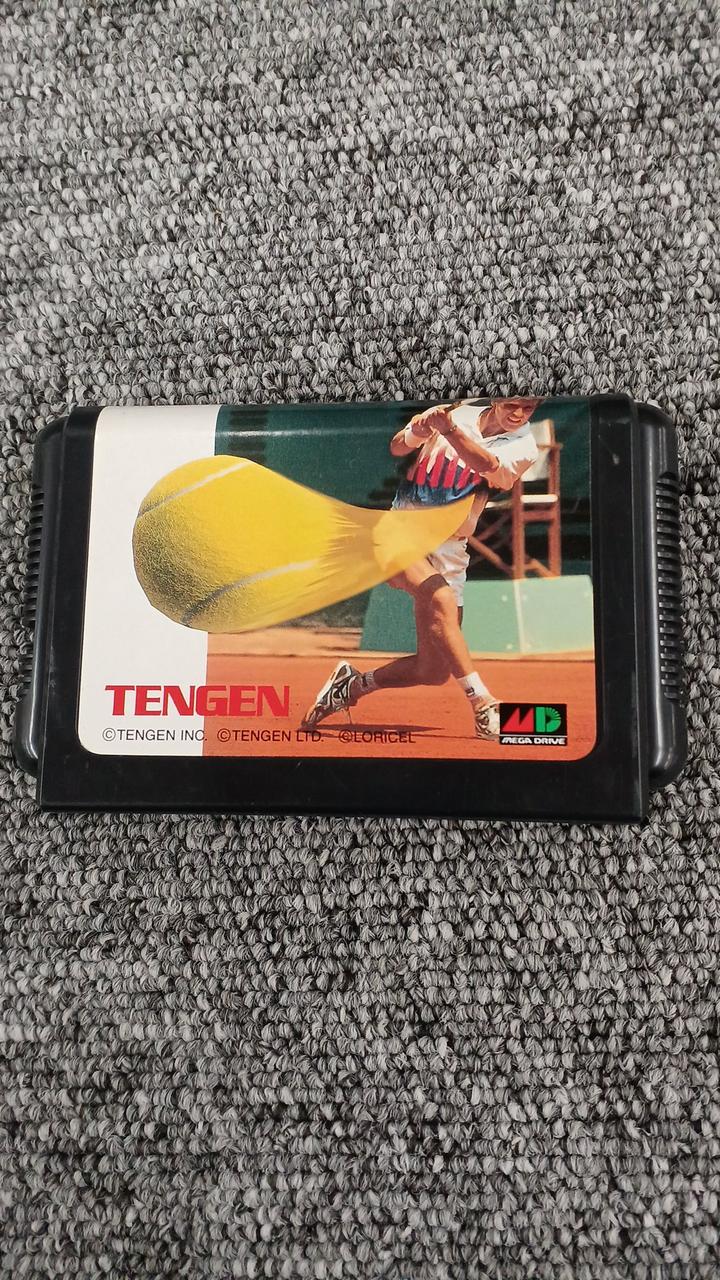 TENGEN
©TENGEN INC. ©TENGEN LTD. ©LORICEL
MD
MEGA DRIVE